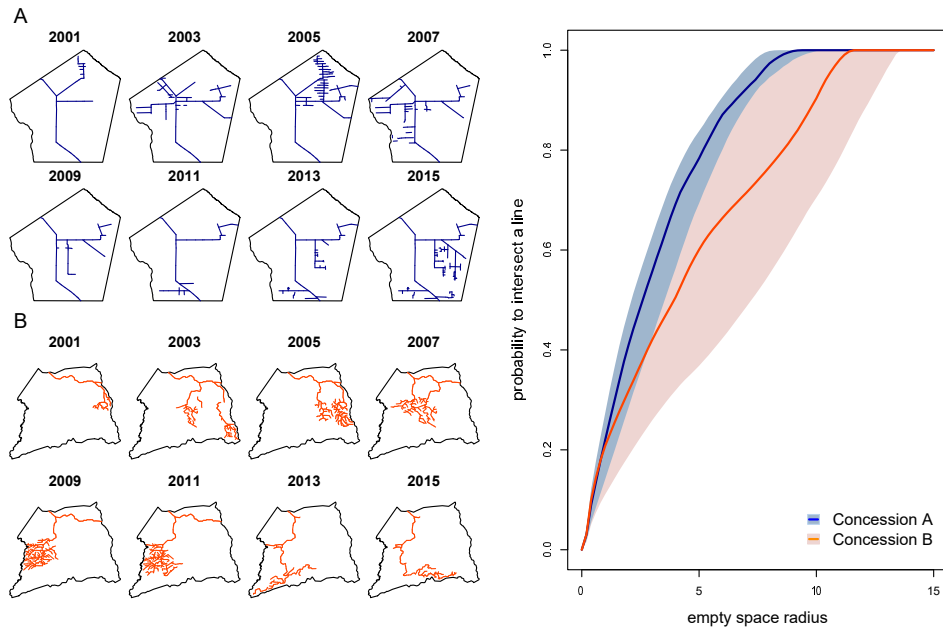 A
2001 2003 2005 2007
2009 2011 2013 2015
B
2001 2003 2005 2007
2009 2011 2013 2015
probability to intersect a line
1.0
0.8
0.6
0.4
0.2
0.0
Concession A
Concession B
0 5 10 15
empty space radius